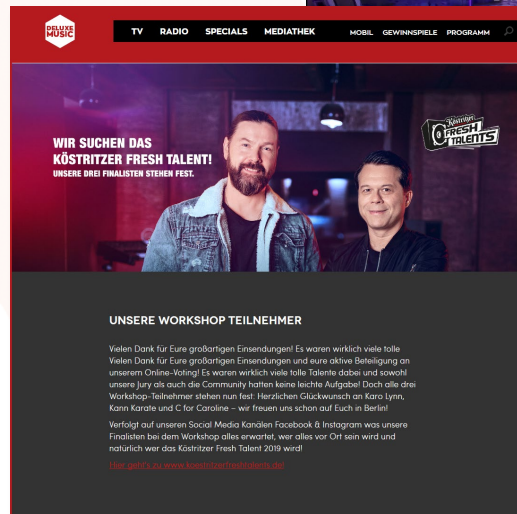 DELUXE
MUSIC
TV RADIO SPECIALS MEDIATHEK MOBIL GEWINNSPIELE PROGRAMM
WIR SUCHEN DAS
KÖSTRITZER FRESH TALENT!
UNSERE DREI FINALISTEN STEHEN FEST.
Köstritzer
FRESH
TALENTS
UNSERE WORKSHOP TEILNEHMER
Vielen Dank für Eure großartigen Einsendungen! Es waren wirklich viele tolle
Vielen Dank für Eure großartigen Einsendungen und eure aktive Beteiligung an
unserem Online-Voting! Es waren wirklich viele tolle Talente dabei und sowohl
unsere Jury als auch die Community hatten keine leichte Aufgabe! Doch alle drei
Workshop-Teilnehmer stehen nun fest: Herzlichen Glückwunsch an Karo Lynn,
Kann Karate und C for Caroline – wir freuen uns schon auf Euch in Berlin!
Verfolgt auf unseren Social Media Kanälen Facebook & Instagram was unsere
Finalisten bei dem Workshop alles erwartet, wer alles vor Ort sein wird und
natürlich wer das Köstritzer Fresh Talent 2019 wird!
Hier geht's zu www.koestritzerfreshtalents.de!